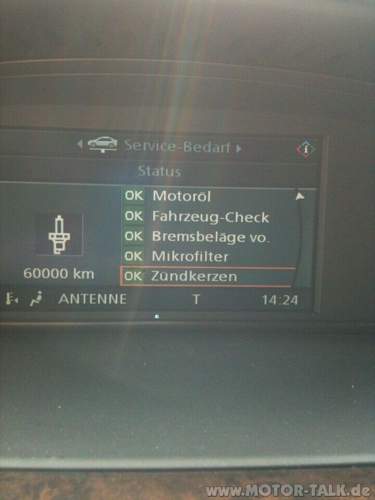 Service-Bedarf
Status
OK Motoröl
OK Fahrzeug-Check
OK Bremsbeläge vo.
OK Mikrofilter
60000 km
OK Zündkerzen
ANTENNE T 14:24
www.MOTOR-TALK.de